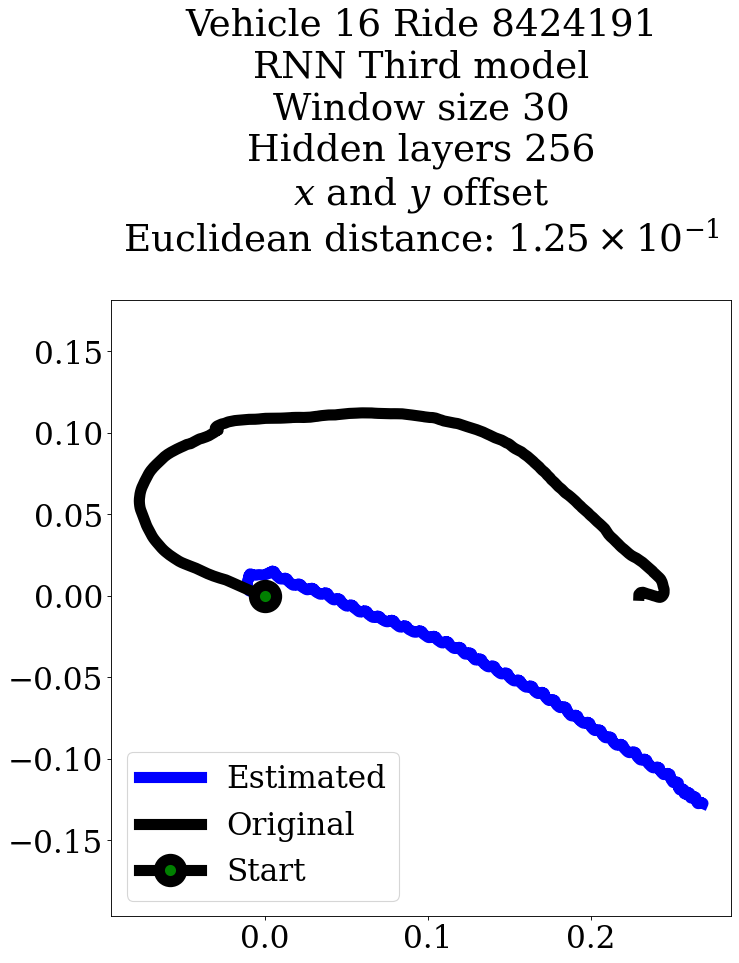 Vehicle 16 Ride 8424191
RNN Third model
Window size 30
Hidden layers 256
x and y offset
Euclidean distance: 1.25 × 10⁻¹
0.15
0.10
0.05
0.00
−0.05
−0.10
−0.15
Estimated
Original
Start
0.0 0.1 0.2